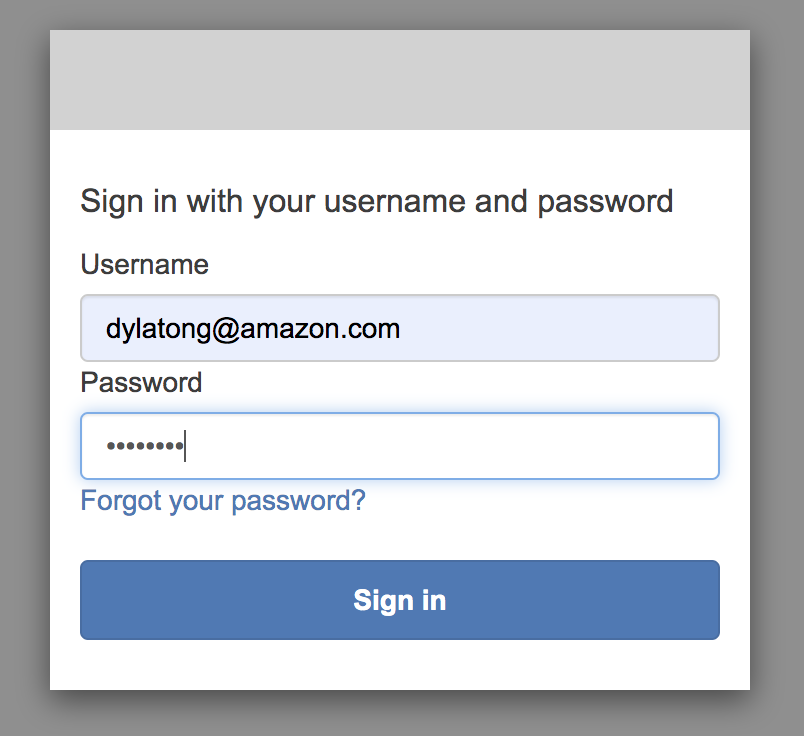 Sign in with your username and password
Username
dylatong@amazon.com
Password
••••••••
Forgot your password?
Sign in